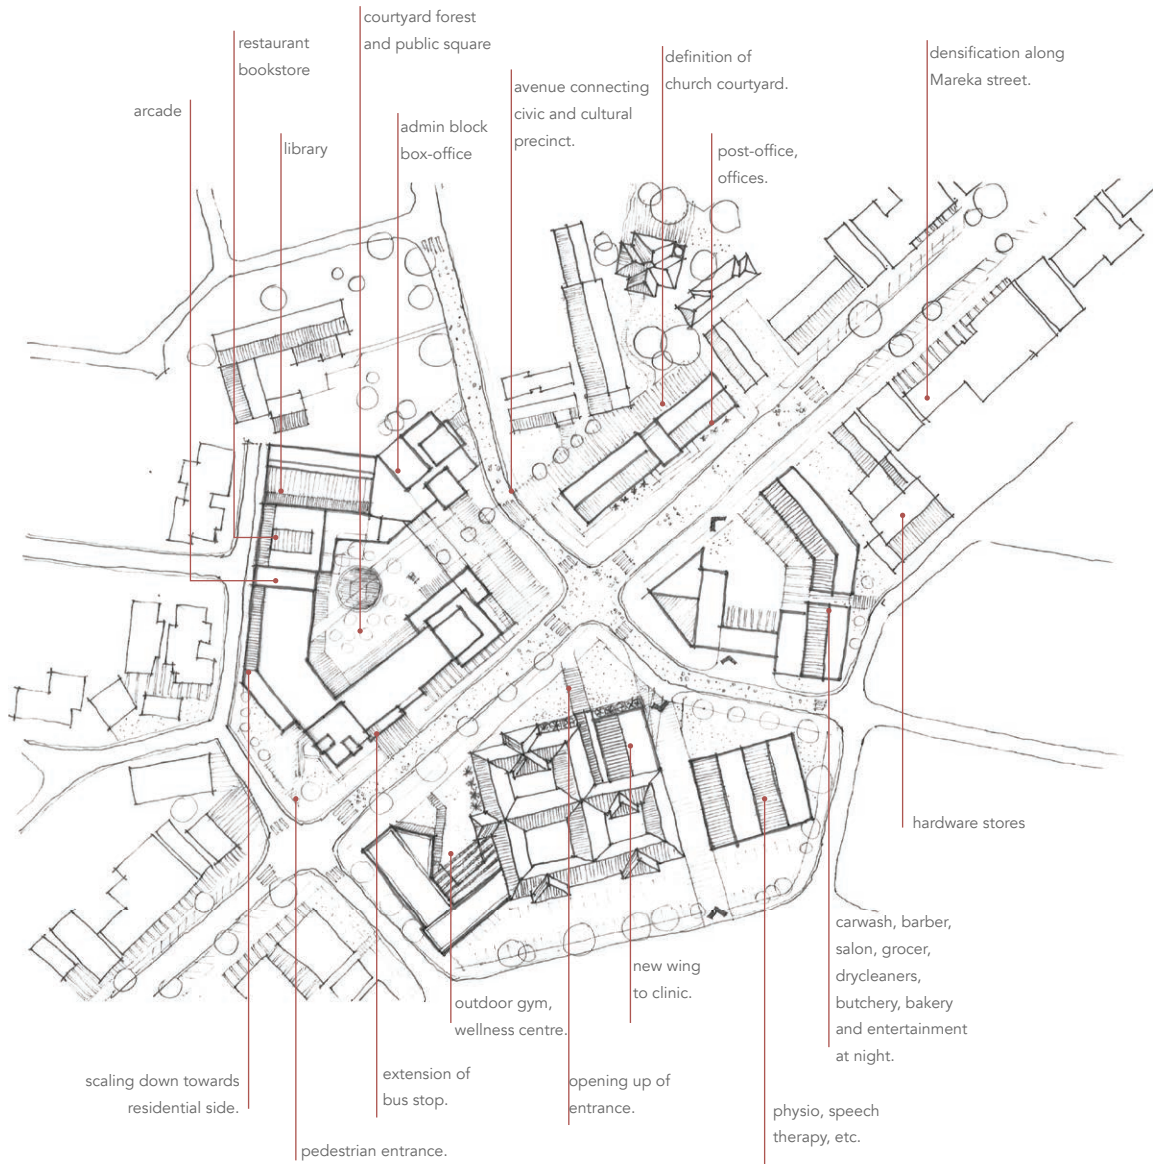 courtyard forest
and public square
restaurant
bookstore
definition of
church courtyard.
densification along
Mareka street.
avenue connecting
civic and cultural
precinct.
arcade
admin block
box-office
library
post-office,
offices.
hardware stores
carwash, barber,
salon, grocer,
drycleaners,
butchery, bakery
and entertainment
at night.
new wing
to clinic.
outdoor gym,
wellness centre.
scaling down towards
residential side.
extension of
bus stop.
opening up of
entrance.
physio, speech
therapy, etc.
pedestrian entrance.